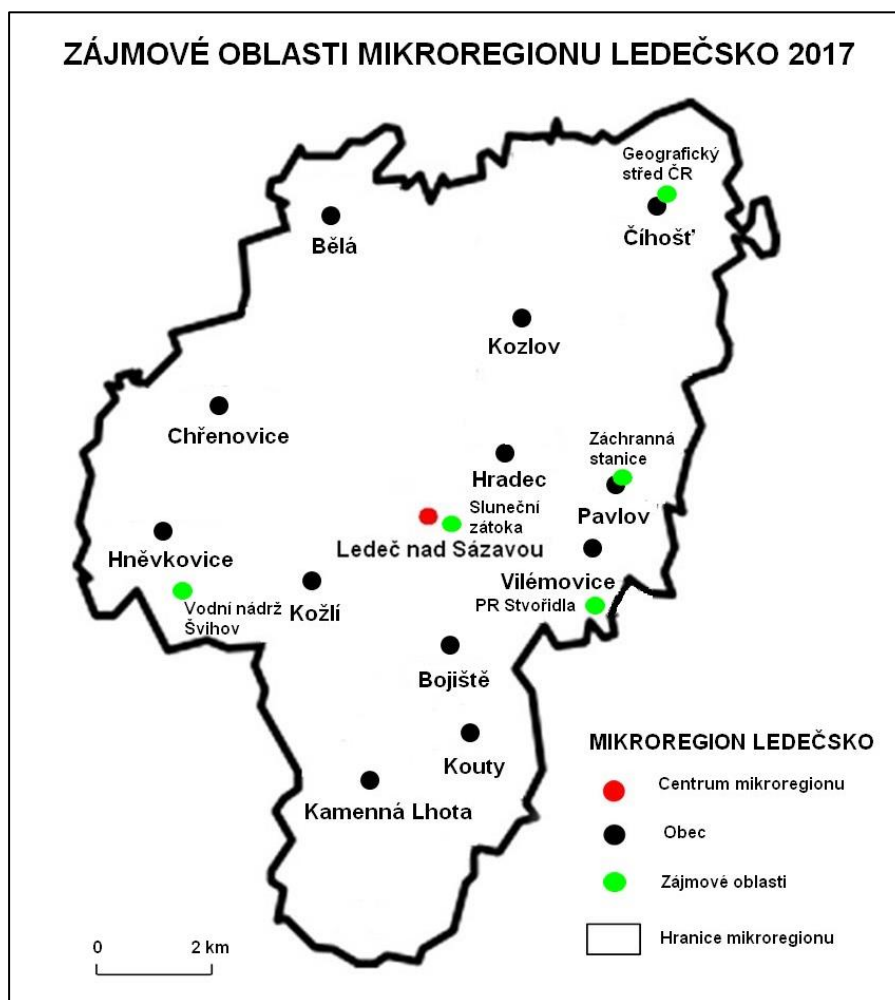 ZÁJMOVÉ OBLASTI MIKROREGIONU LEDEČSKO 2017
Geografický
střed ČR
Číhošť
Bělá
Kozlov
Chřenovice
Hradec
Záchranná
stanice
Pavlov
Sluneční
zátoka
Ledeč nad Sázavou
Hněvkovice
Vilémovice
Vodní nádrž
Švihov
Kožlí
PR Stvořidla
Bojiště
Kouty
Kamenná Lhota
MIKROREGION LEDEČSKO
Centrum mikroregionu
Obec
Zájmové oblasti
Hranice mikroregionu
0 2 km